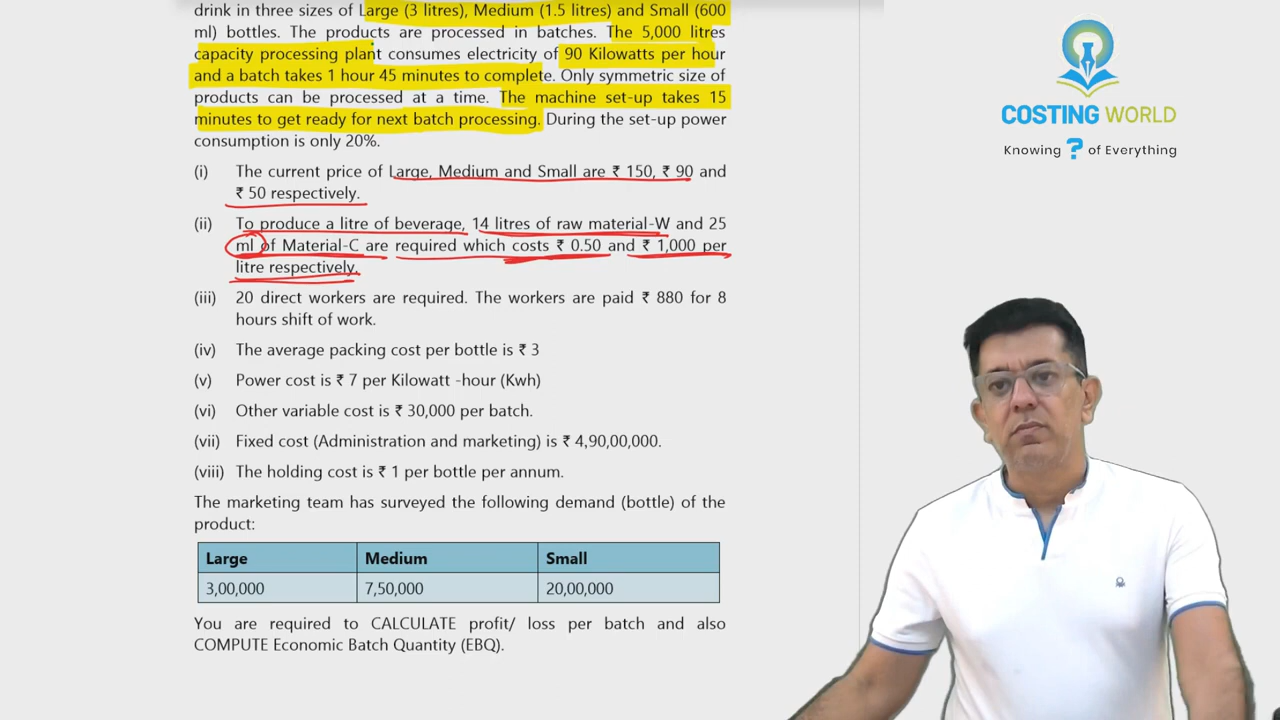 drink in three sizes of Large (3 litres), Medium (1.5 litres) and Small (600
ml) bottles. The products are processed in batches. The 5,000 litres
capacity processing plant consumes electricity of 90 Kilowatts per hour
and a batch takes 1 hour 45 minutes to complete. Only symmetric size of
products can be processed at a time. The machine set-up takes 15
minutes to get ready for next batch processing. During the set-up power
consumption is only 20%.
(i) The current price of Large, Medium and Small are ₹ 150, ₹ 90 and
₹ 50 respectively.
(ii) To produce a litre of beverage, 14 litres of raw material-W and 25
ml of Material-C are required which costs ₹ 0.50 and ₹ 1,000 per
litre respectively.
(iii) 20 direct workers are required. The workers are paid ₹ 880 for 8
hours shift of work.
(iv) The average packing cost per bottle is ₹ 3
(v) Power cost is ₹ 7 per Kilowatt -hour (Kwh)
(vi) Other variable cost is ₹ 30,000 per batch.
(vii) Fixed cost (Administration and marketing) is ₹ 4,90,00,000.
(viii) The holding cost is ₹ 1 per bottle per annum.
The marketing team has surveyed the following demand (bottle) of the
product:
Large Medium Small
3,00,000 7,50,000 20,00,000
You are required to CALCULATE profit/ loss per batch and also
COMPUTE Economic Batch Quantity (EBQ).
COSTING WORLD
Knowing ? of Everything